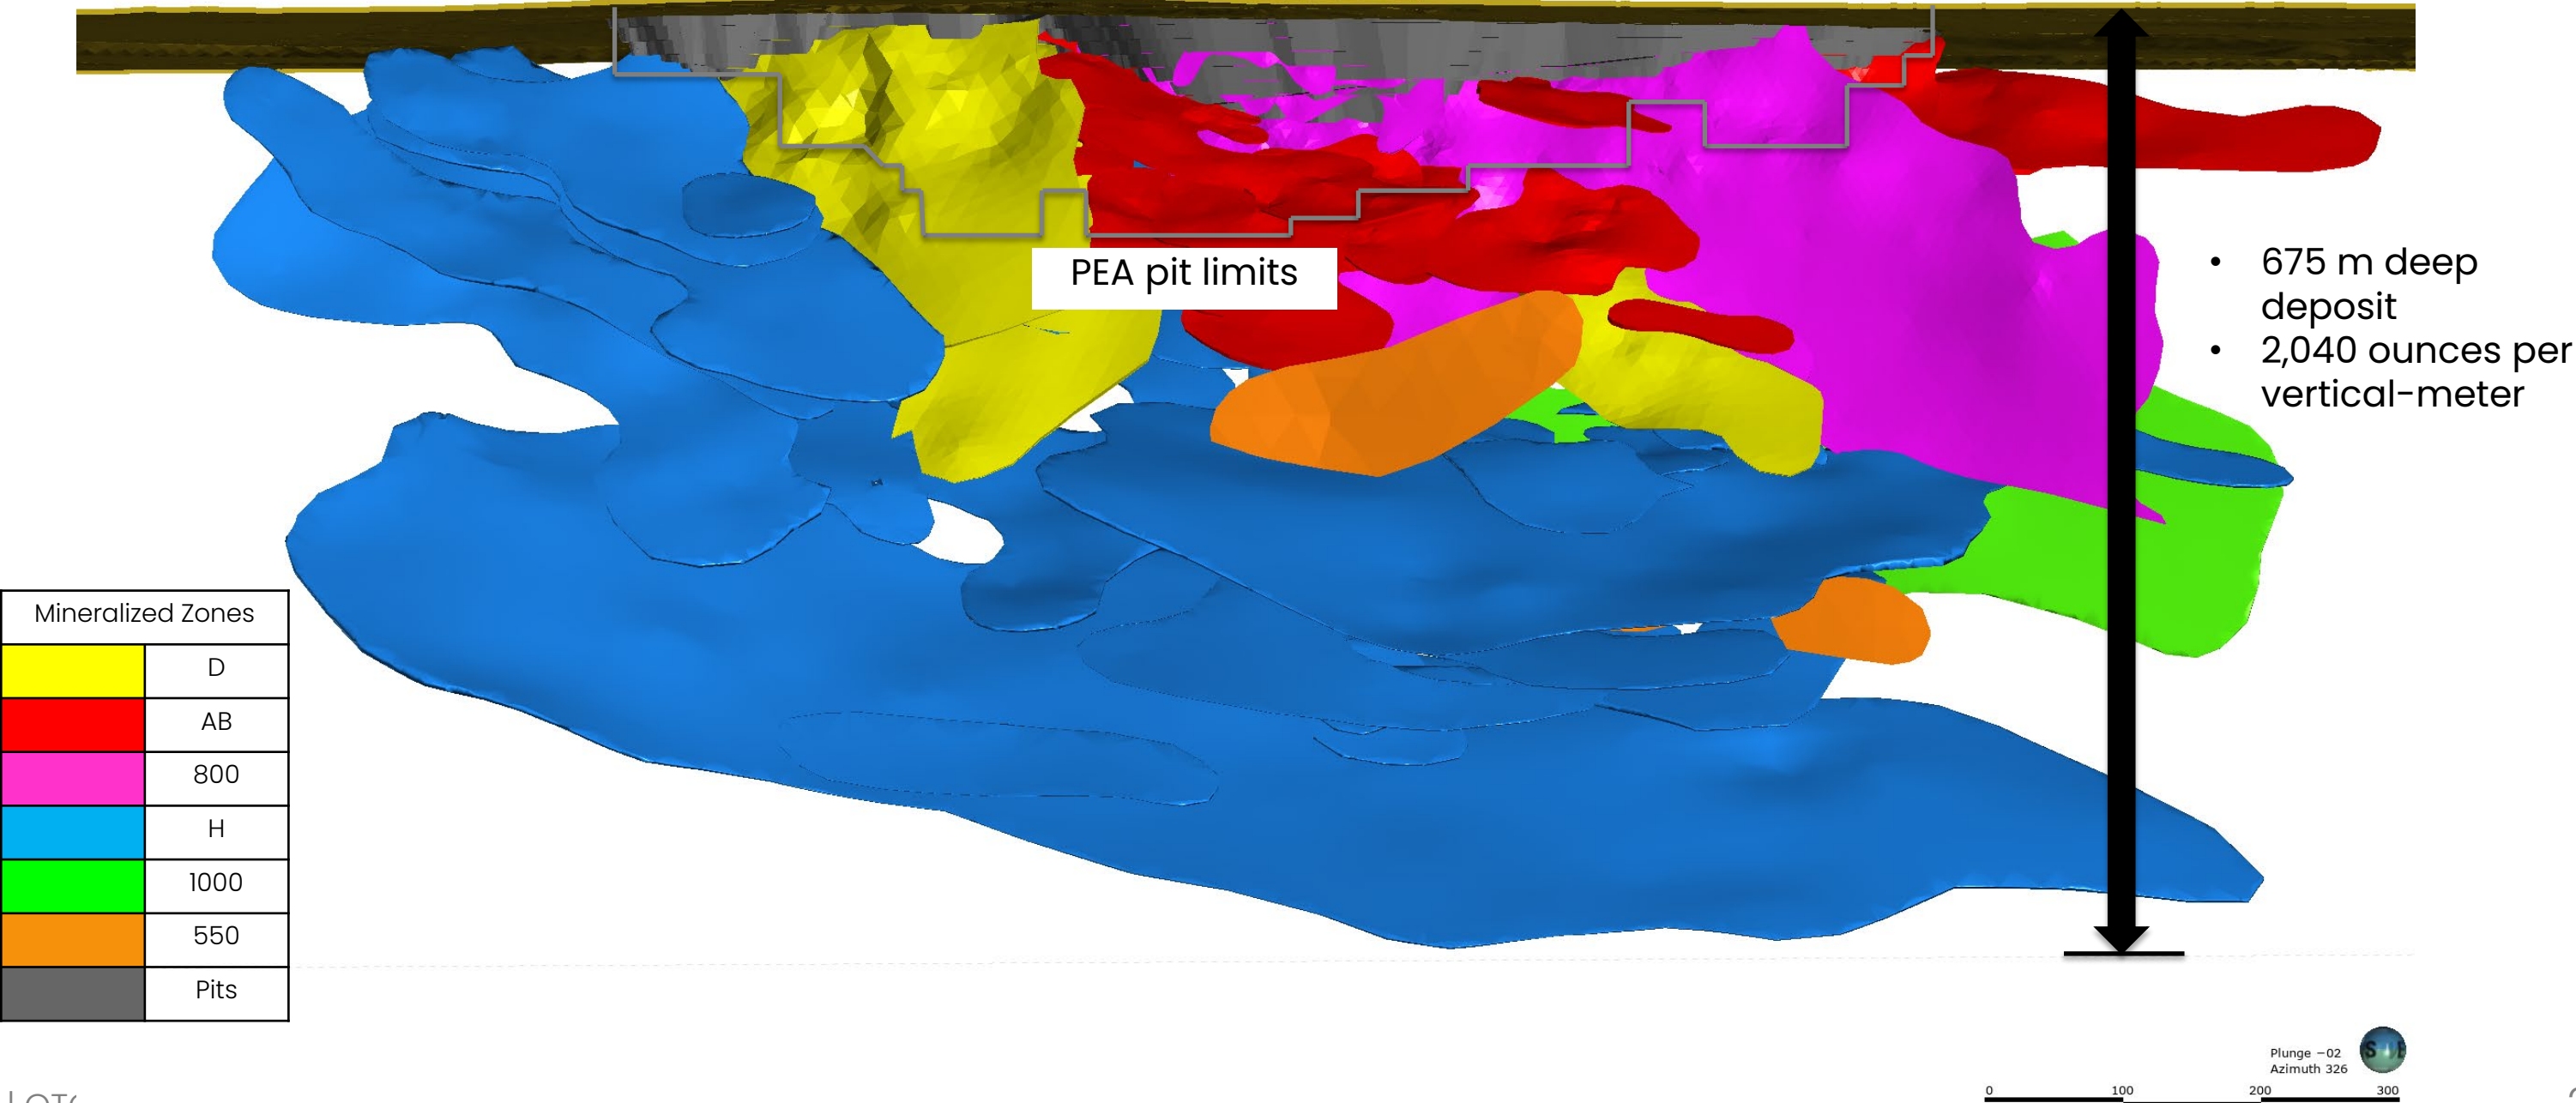 PEA pit limits
• 675 m deep
deposit
• 2,040 ounces per
vertical-meter
Mineralized Zones
D
AB
800
H
1000
550
Pits
Plunge −02
Azimuth 326
0 100 200 300